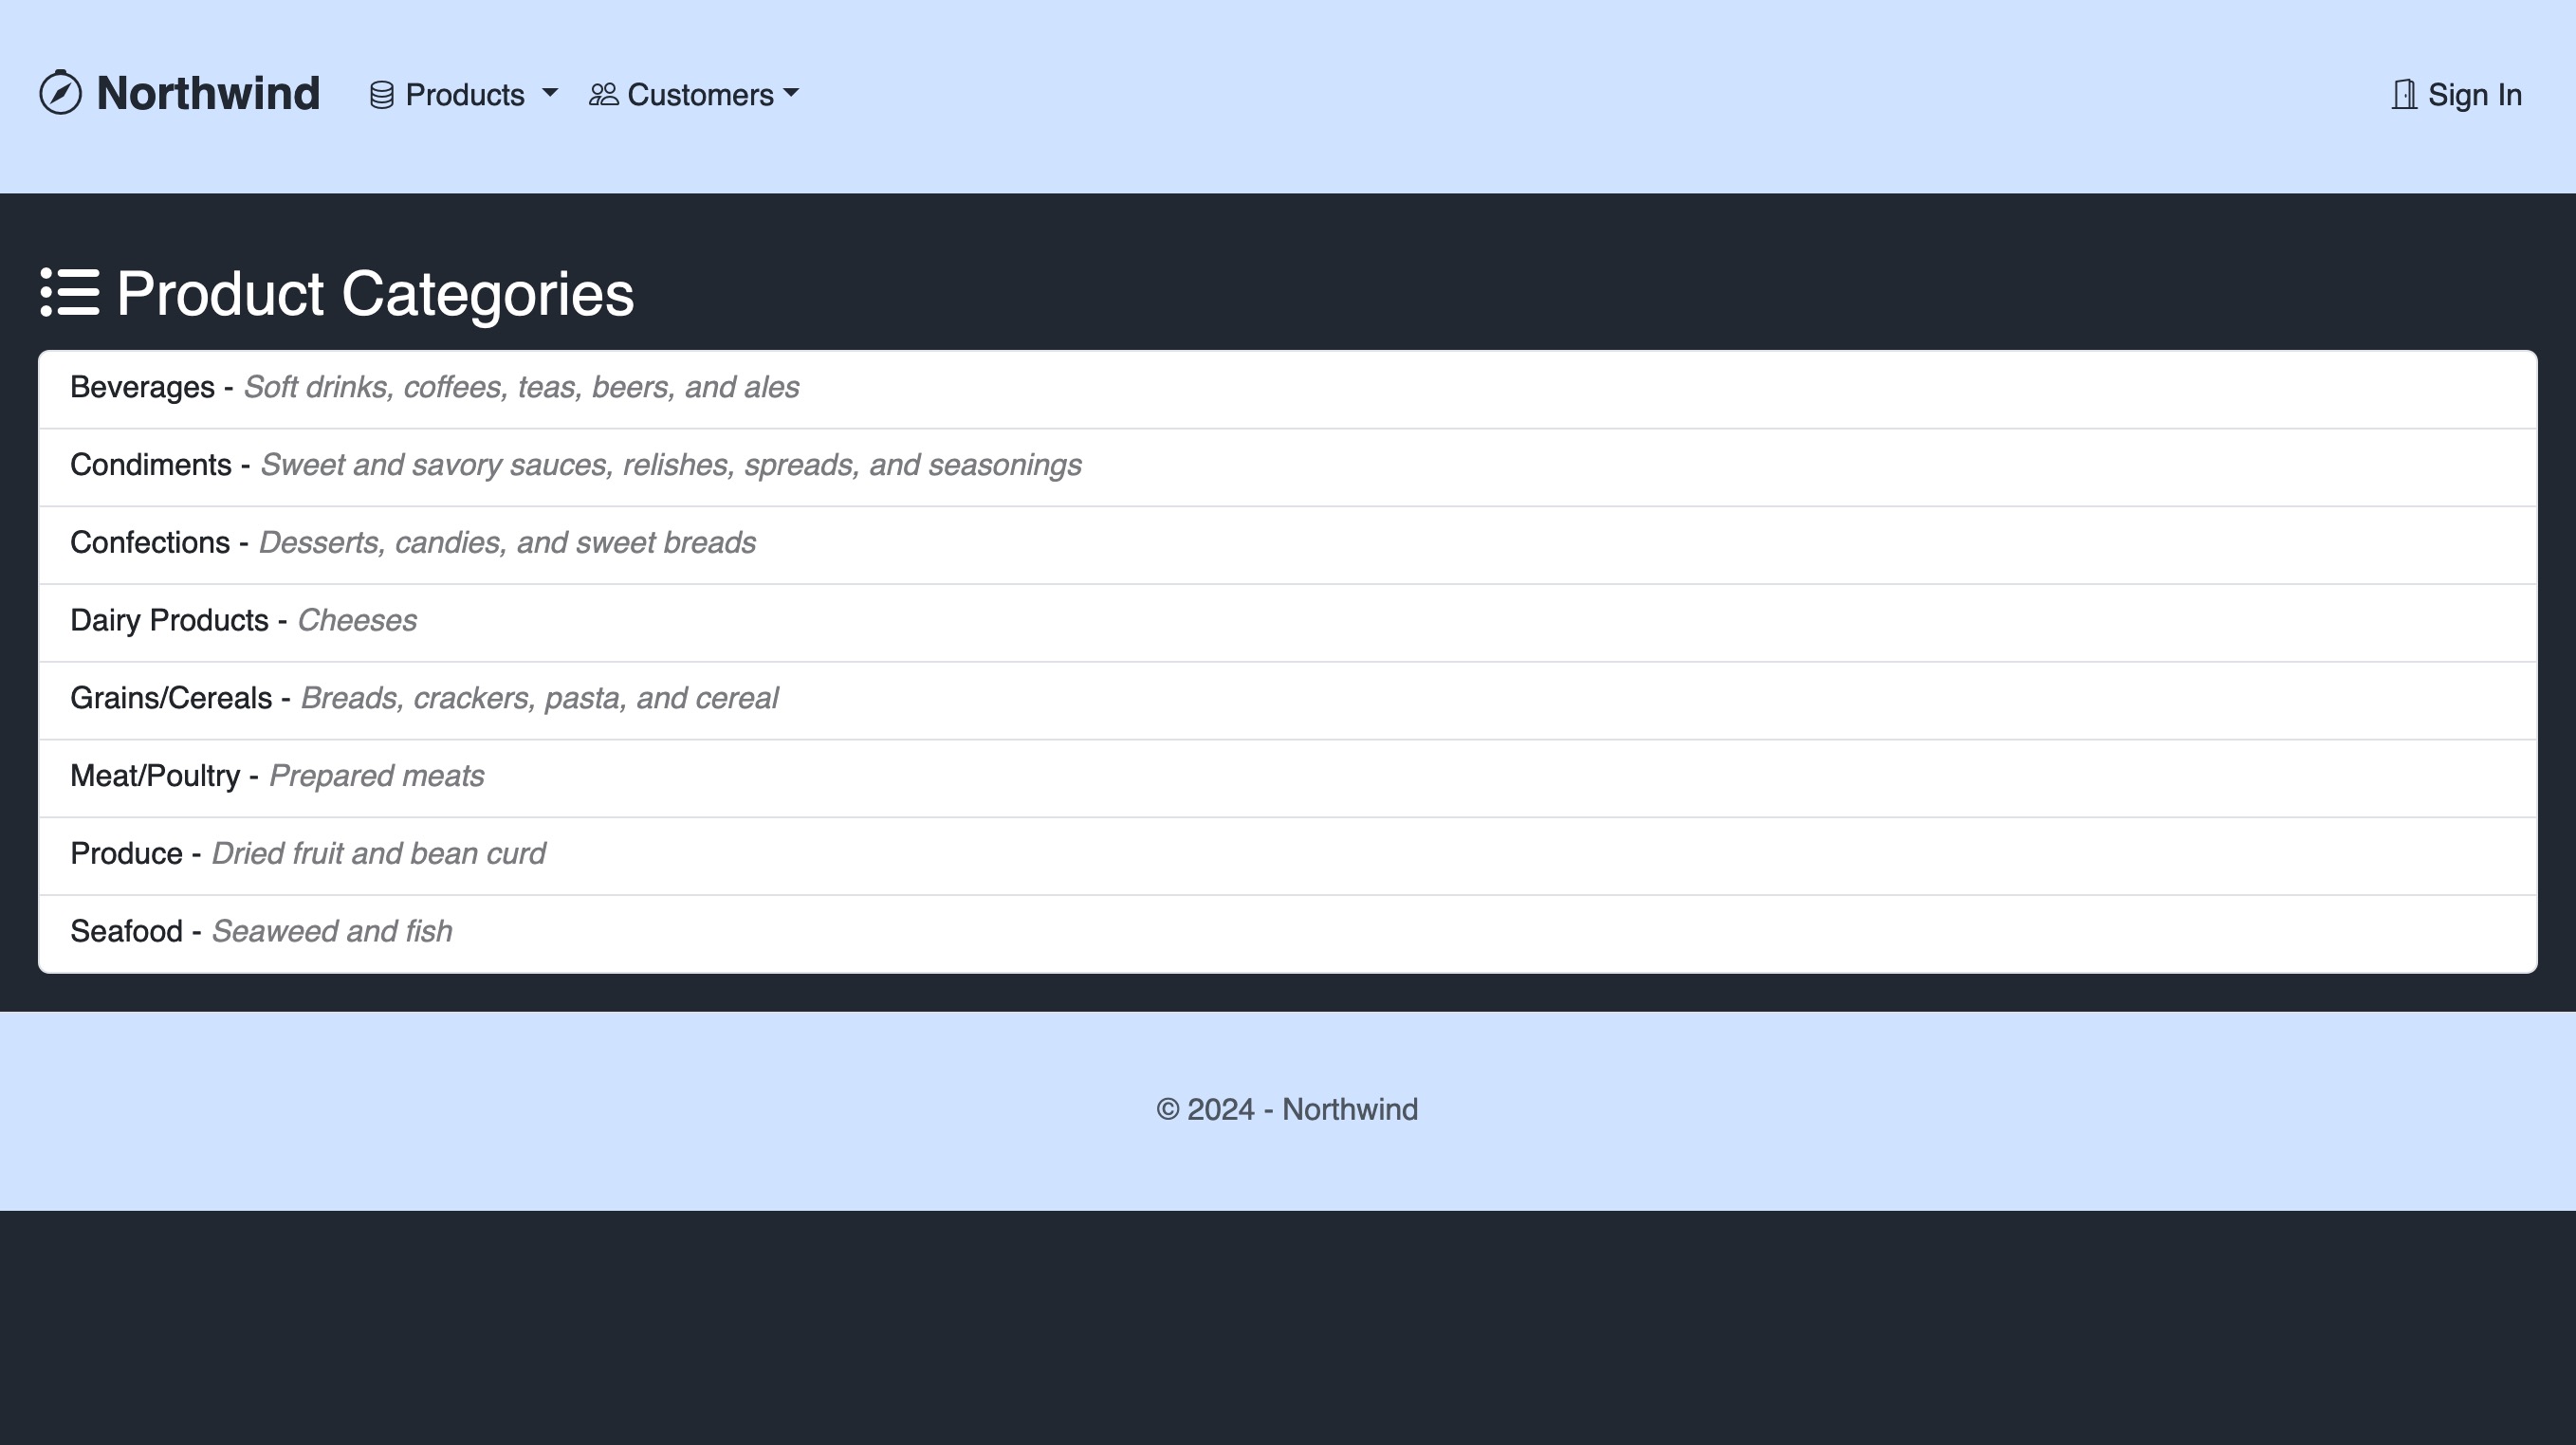 Northwind Products Customers Sign In
Product Categories
Beverages - Soft drinks, coffees, teas, beers, and ales
Condiments - Sweet and savory sauces, relishes, spreads, and seasonings
Confections - Desserts, candies, and sweet breads
Dairy Products - Cheeses
Grains/Cereals - Breads, crackers, pasta, and cereal
Meat/Poultry - Prepared meats
Produce - Dried fruit and bean curd
Seafood - Seaweed and fish
© 2024 - Northwind